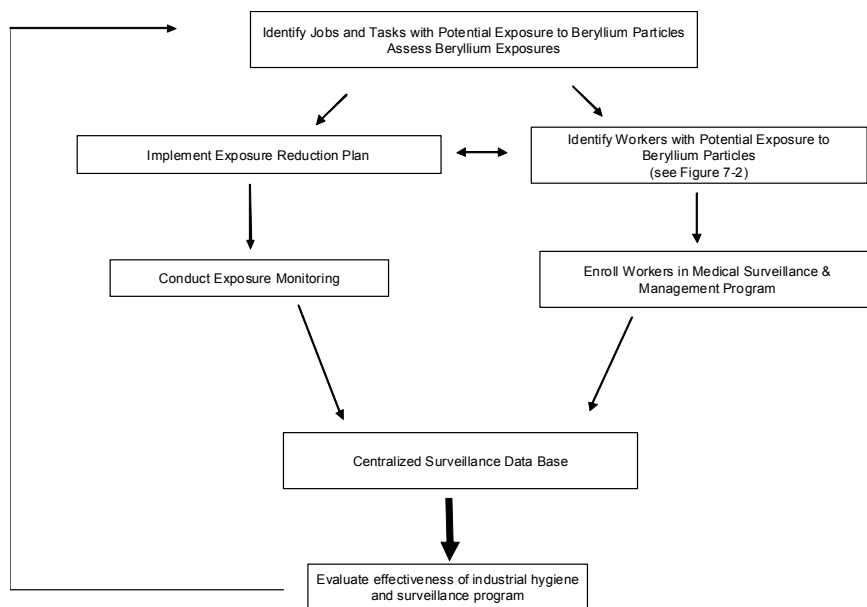 Identify Jobs and Tasks with Potential Exposure to Beryllium Particles
Assess Beryllium Exposures
Implement Exposure Reduction Plan
Identify Workers with Potential Exposure to
Beryllium Particles
(see Figure 7-2)
Conduct Exposure Monitoring
Enroll Workers in Medical Surveillance &
Management Program
Centralized Surveillance Data Base
Evaluate effectiveness of industrial hygiene
and surveillance program